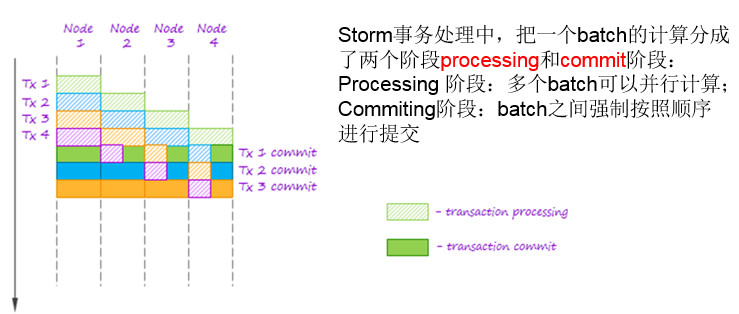 Node 1
Node 2
Node 3
Node 4
Tx 1
Tx 2
Tx 3
Tx 4
Tx 1 commit
Tx 2 commit
Tx 3 commit
Storm事务处理中，把一个batch的计算分成
了两个阶段processing和commit阶段：
Processing 阶段：多个batch可以并行计算；
Commiting阶段：batch之间强制按照顺序
进行提交
- transaction processing
- transaction commit